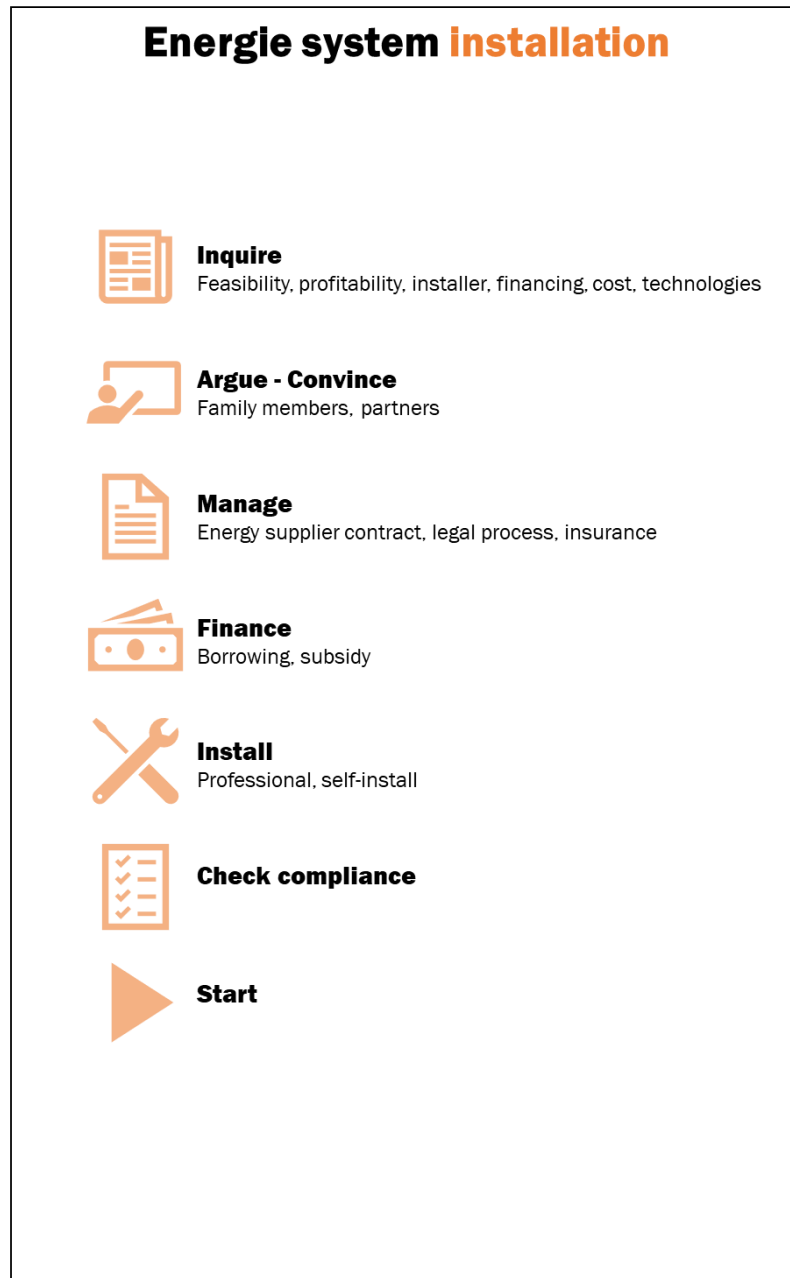 Energie system installation
Inquire
Feasibility, profitability, installer, financing, cost, technologies
Argue - Convince
Family members, partners
Manage
Energy supplier contract, legal process, insurance
Finance
Borrowing, subsidy
Install
Professional, self-install
Check compliance
Start